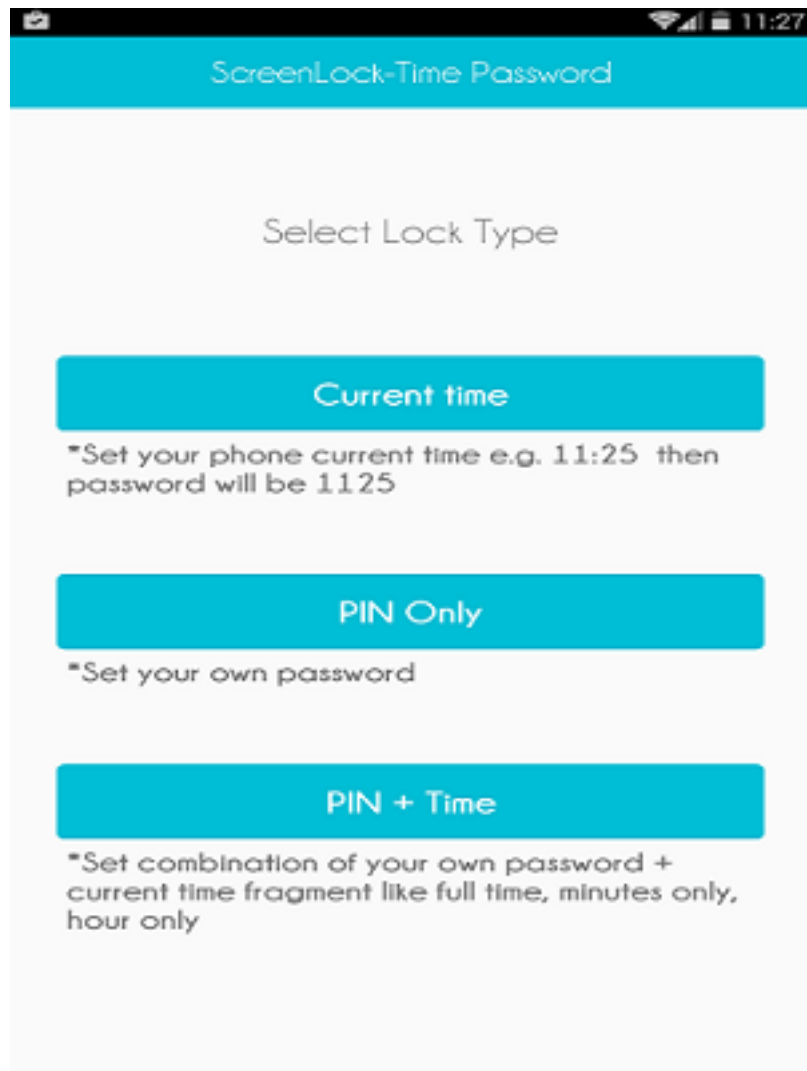 11:27
ScreenLock-Time Password
Select Lock Type
Current time
*Set your phone current time e.g. 11:25 then
password will be 1125
PIN Only
*Set your own password
PIN + Time
*Set combination of your own password +
current time fragment like full time, minutes only,
hour only